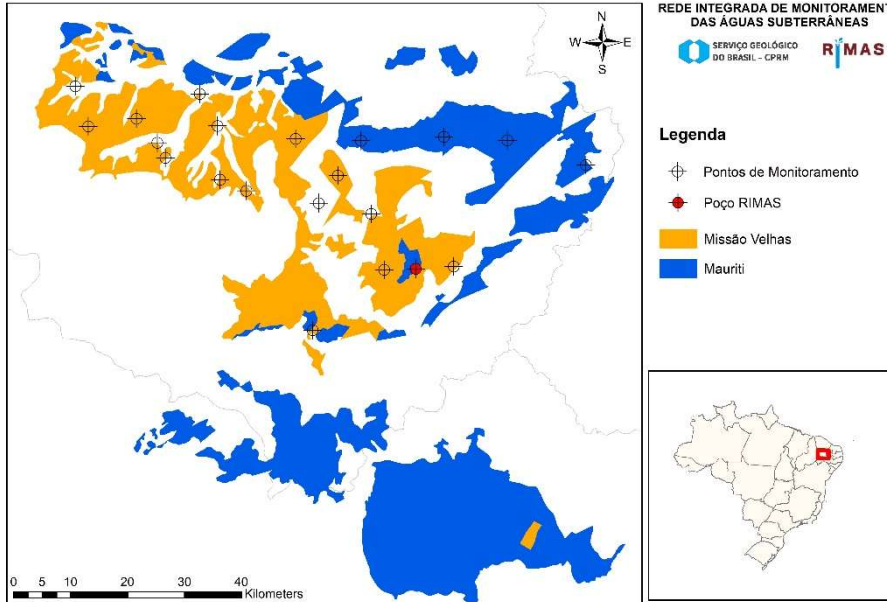 REDE INTEGRADA DE MONITORAMEN
DAS ÁGUAS SUBTERRÂNEAS
SERVIÇO GEOLÓGICO
DO BRASIL – CPRM
RIMAS
N
W E
S
Legenda
Pontos de Monitoramento
Poço RIMAS
Missão Velhas
Mauriti
0 5 10 20 30 40
Kilometers